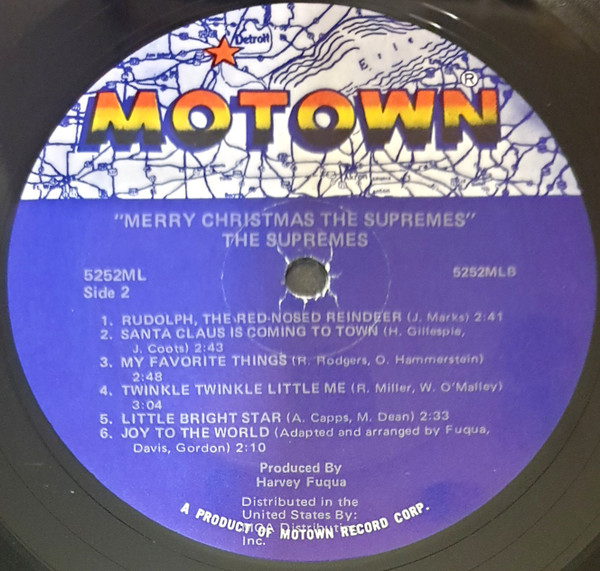 Detroit
Erie
MOTOWN®
Akron
"MERRY CHRISTMAS THE SUPREMES"
THE SUPREMES
5252ML
5252MLB
Side 2
1. RUDOLPH, THE RED-NOSED REINDEER (J. Marks) 2:41
2. SANTA CLAUS IS COMING TO TOWN (H. Gillespie,
J. Coots) 2:43
3. MY FAVORITE THINGS (R. Rodgers, O. Hammerstein)
2:48
4. TWINKLE TWINKLE LITTLE ME (R. Miller, W. O'Malley)
3:04
5. LITTLE BRIGHT STAR (A. Capps, M. Dean) 2:33
6. JOY TO THE WORLD (Adapted and arranged by Fuqua,
Davis, Gordon) 2:10
Produced By
Harvey Fuqua
Distributed in the
United States By:
MCA
Inc.
A PRODUCT OF MOTOWN RECORD CORP.